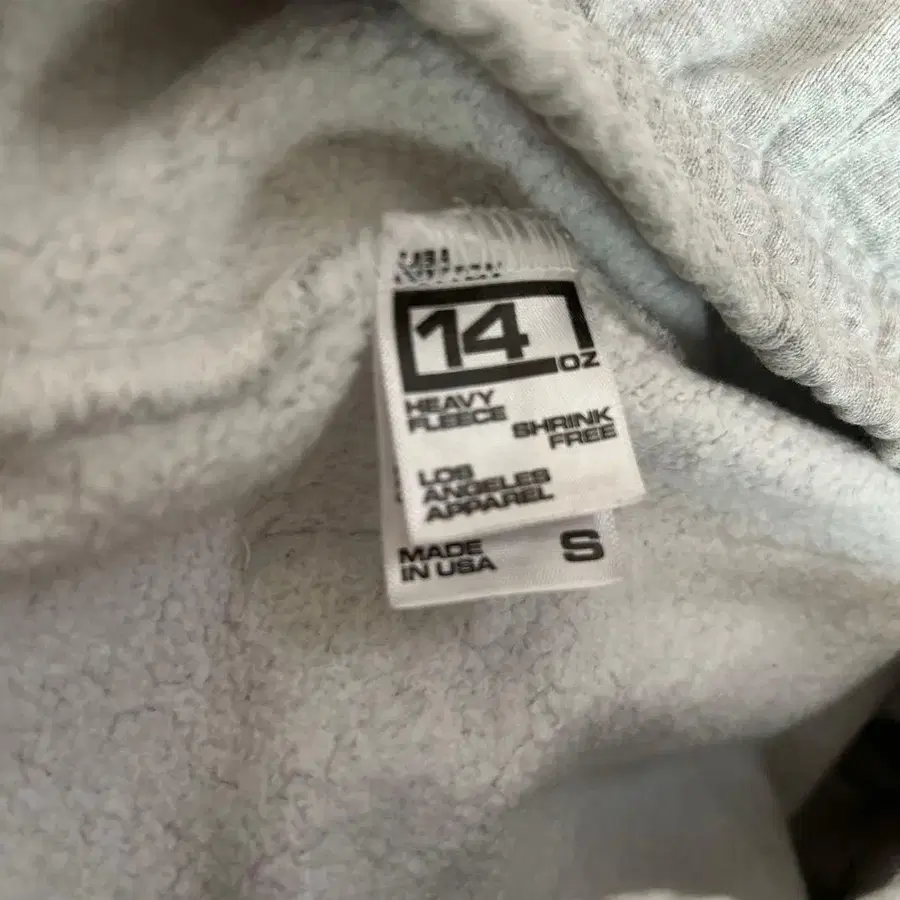 14
OZ
HEAVY
FLEECE
SHRINK
FREE
LOS
ANGELES
APPAREL
MADE
IN USA
S